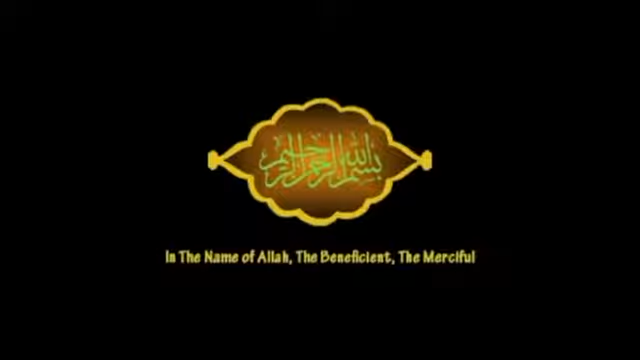 بسم الله الرحمن الرحيم
In The Name of Allah, The Beneficient, The Merciful